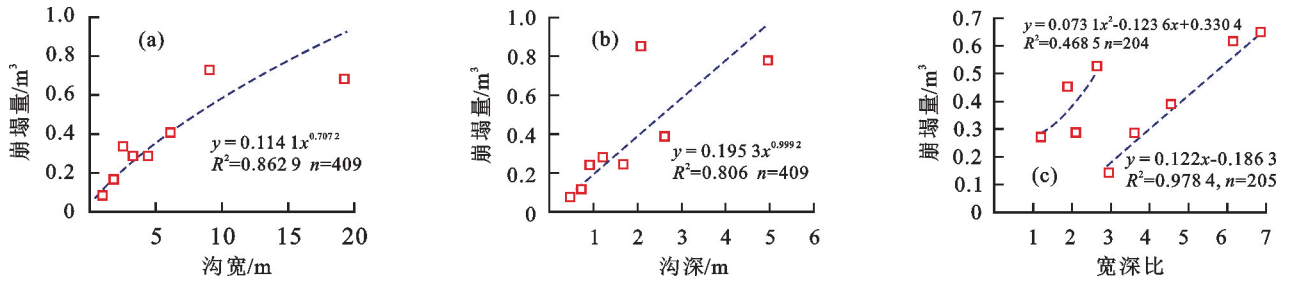 (a)
崩塌量/m³
1.0
0.8
0.6
0.4
0.2
0
y=0.114 1x^0.707 2
R²=0.862 9 n=409
5 10 15 20
沟宽/m
(b)
崩塌量/m³
1.0
0.8
0.6
0.4
0.2
0
y=0.195 3x^0.999 2
R²=0.806 n=409
1 2 3 4 5 6
沟深/m
崩塌量/m³
0.7
0.6
0.5
0.4
0.3
0.2
0.1
0
y=0.073 1x²-0.123 6x+0.330 4
R²=0.468 5 n=204
y=0.122x-0.186 3
R²=0.978 4, n=205
(c)
1 2 3 4 5 6 7
宽深比